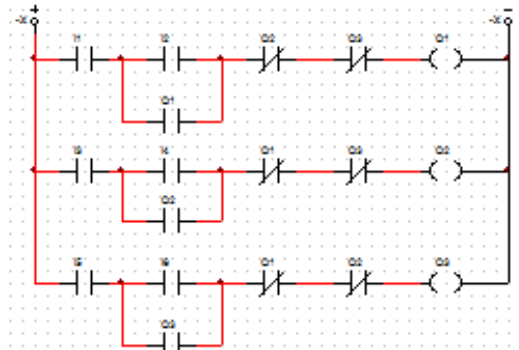 + -
-X -X
I1 I2 Q2 Q3 Q1
Q1
I3 I4 Q1 Q3 Q2
Q2
I5 I6 Q1 Q2 Q3
Q3